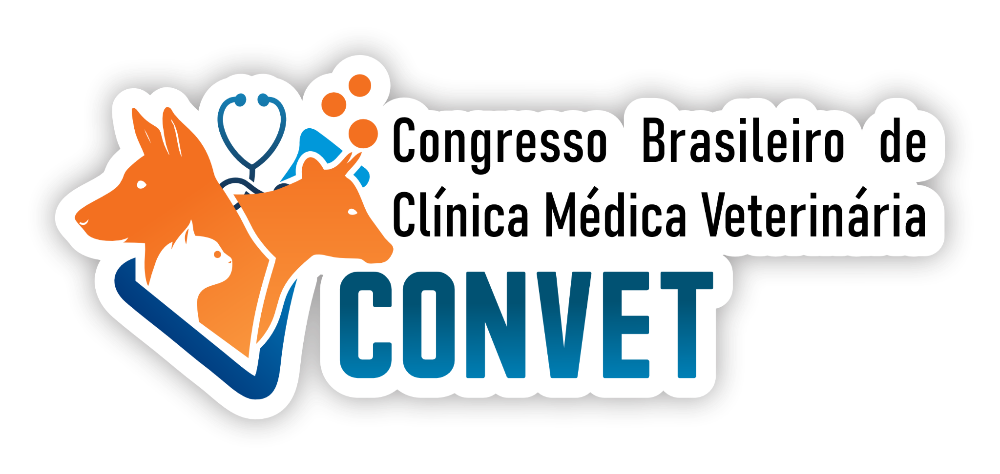 Congresso Brasileiro de
Clínica Médica Veterinária
CONVET